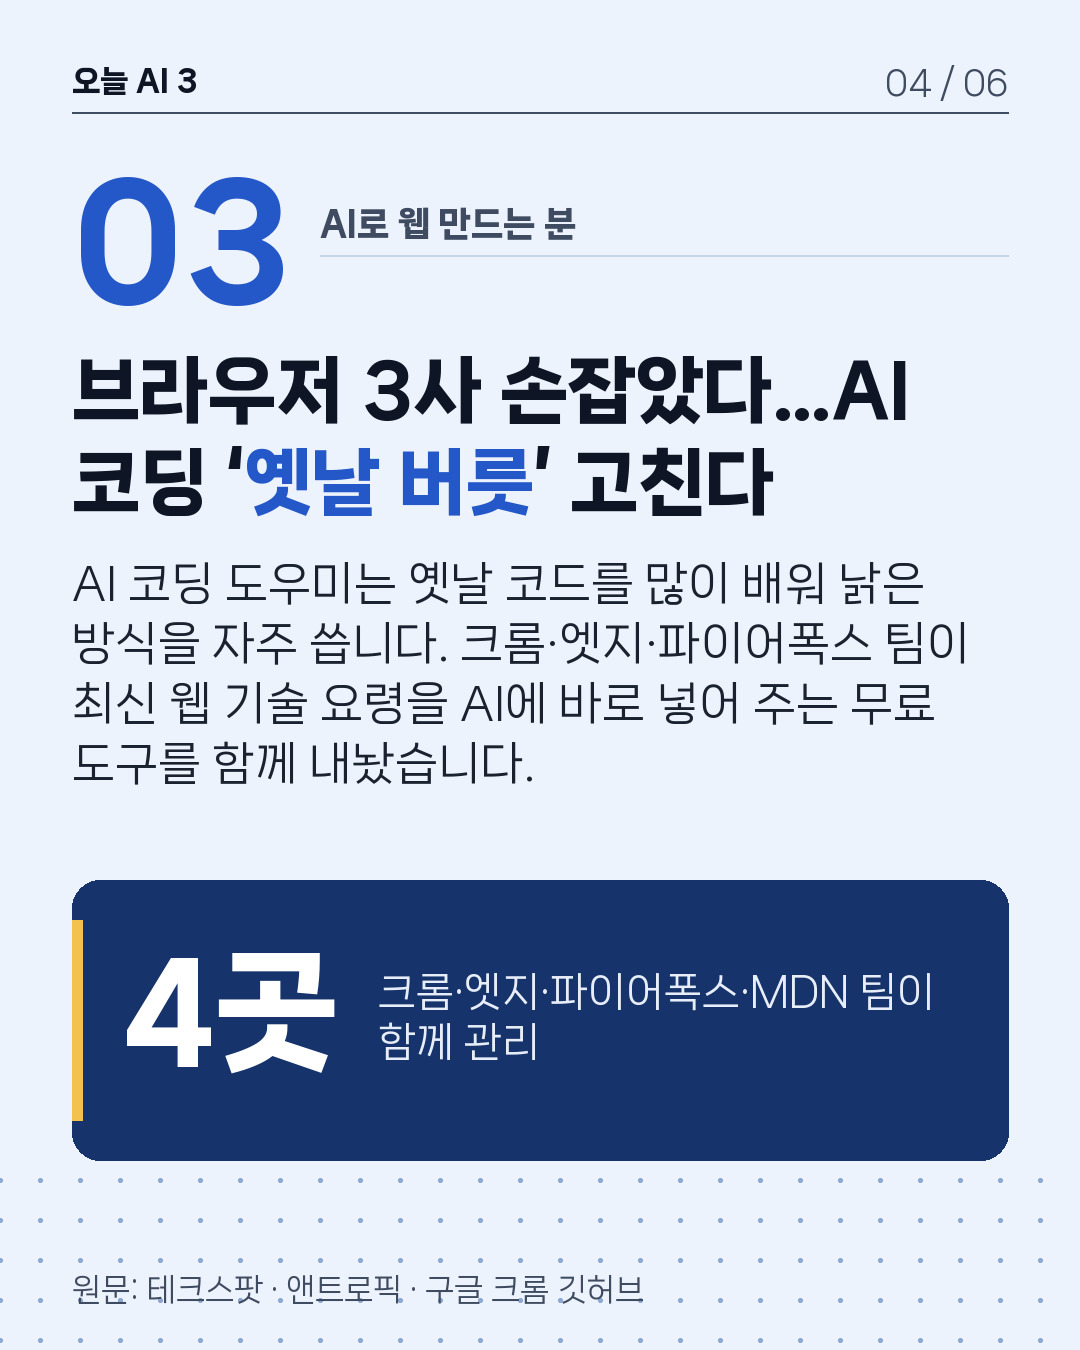 오늘 AI 3
04 / 06
03
AI로 웹 만드는 분
브라우저 3사 손잡았다…AI
코딩 ‘옛날 버릇’ 고친다
AI 코딩 도우미는 옛날 코드를 많이 배워 낡은
방식을 자주 씁니다. 크롬·엣지·파이어폭스 팀이
최신 웹 기술 요령을 AI에 바로 넣어 주는 무료
도구를 함께 내놨습니다.
4곳
크롬·엣지·파이어폭스·MDN 팀이
함께 관리
원문: 테크스팟 · 앤트로픽 · 구글 크롬 깃허브